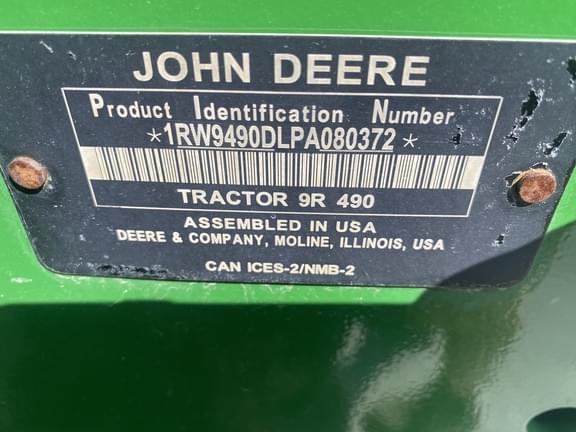 JOHN DEERE
Product Identification Number
*1RW9490DLPA080372*
TRACTOR 9R 490
ASSEMBLED IN USA
DEERE & COMPANY, MOLINE, ILLINOIS, USA
CAN ICES-2/NMB-2